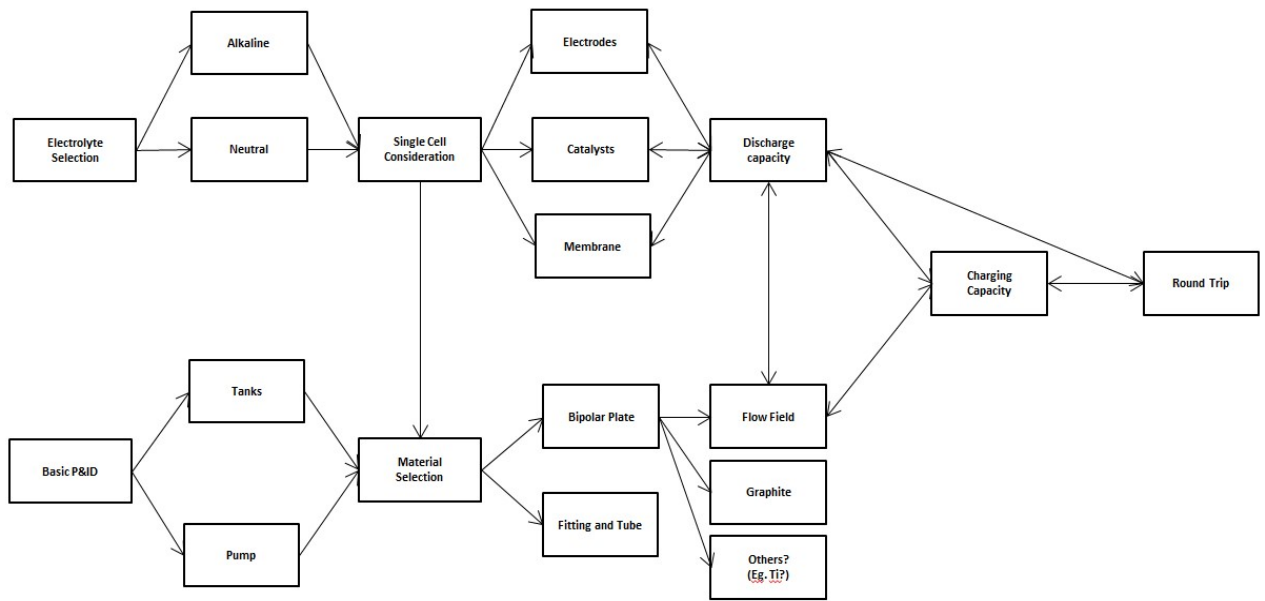 Alkaline
Electrodes
Electrolyte
Selection
Neutral
Single Cell
Consideration
Catalysts
Discharge
capacity
Membrane
Charging
Capacity
Round Trip
Tanks
Bipolar Plate
Flow Field
Basic P&ID
Material
Selection
Graphite
Fitting and Tube
Pump
Others?
(Eg. Ti?)